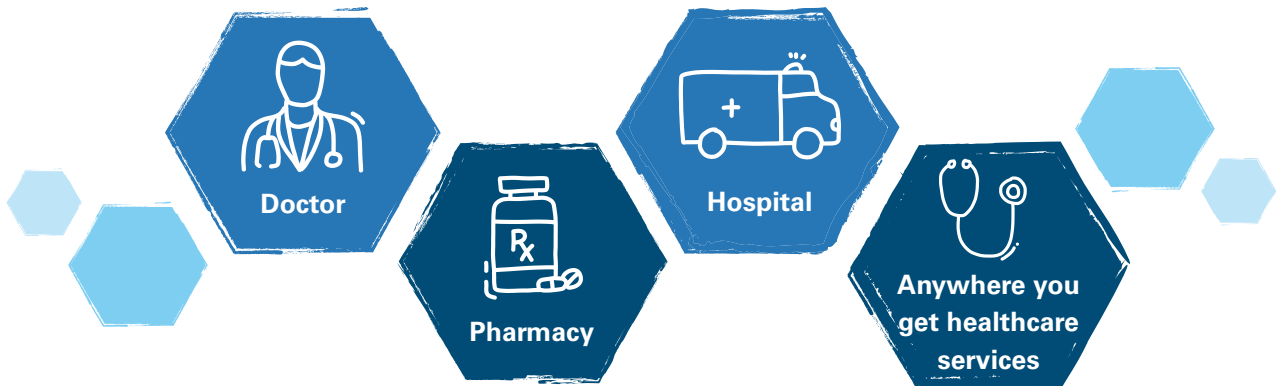 Doctor
Rx
Pharmacy
Hospital
Anywhere you
get healthcare
services